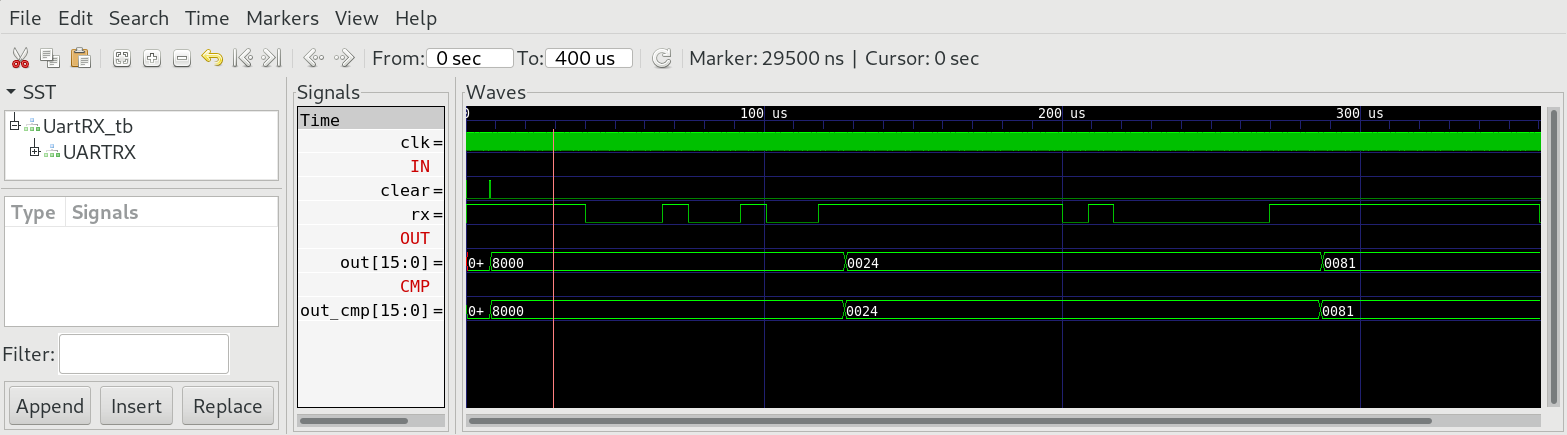 File Edit Search Time Markers View Help
From: 0 sec To: 400 us Marker: 29500 ns | Cursor: 0 sec
SST
UartRX_tb
UARTRX
Type Signals
Filter:
Append Insert Replace
Signals
Time
clk=
IN
clear=
rx=
OUT
out[15:0]=
CMP
out_cmp[15:0]=
Waves
0 100 us 200 us 300 us
0+ 8000 0024 0081
0+ 8000 0024 0081